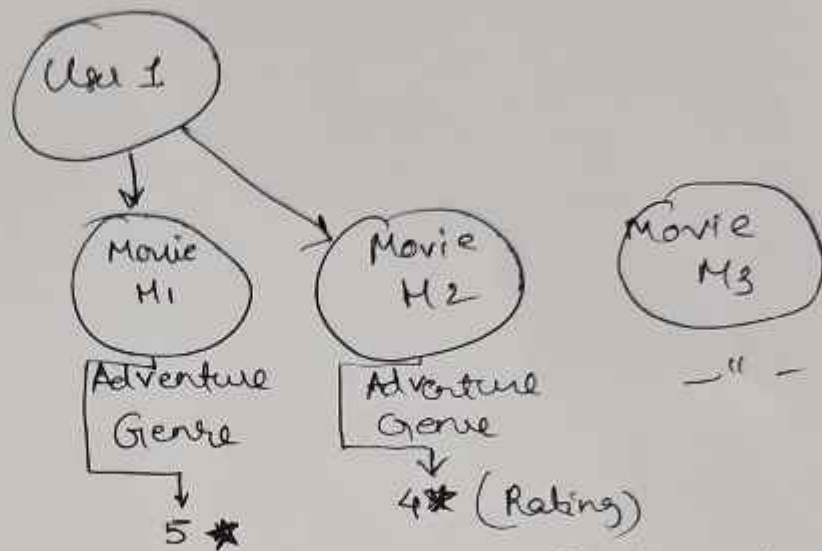 User 1
Movie
M1
Movie
M2
Movie
M3
Adventure
Genre
Adventure
Genre
—"—
5 ★
4★ (Rating)